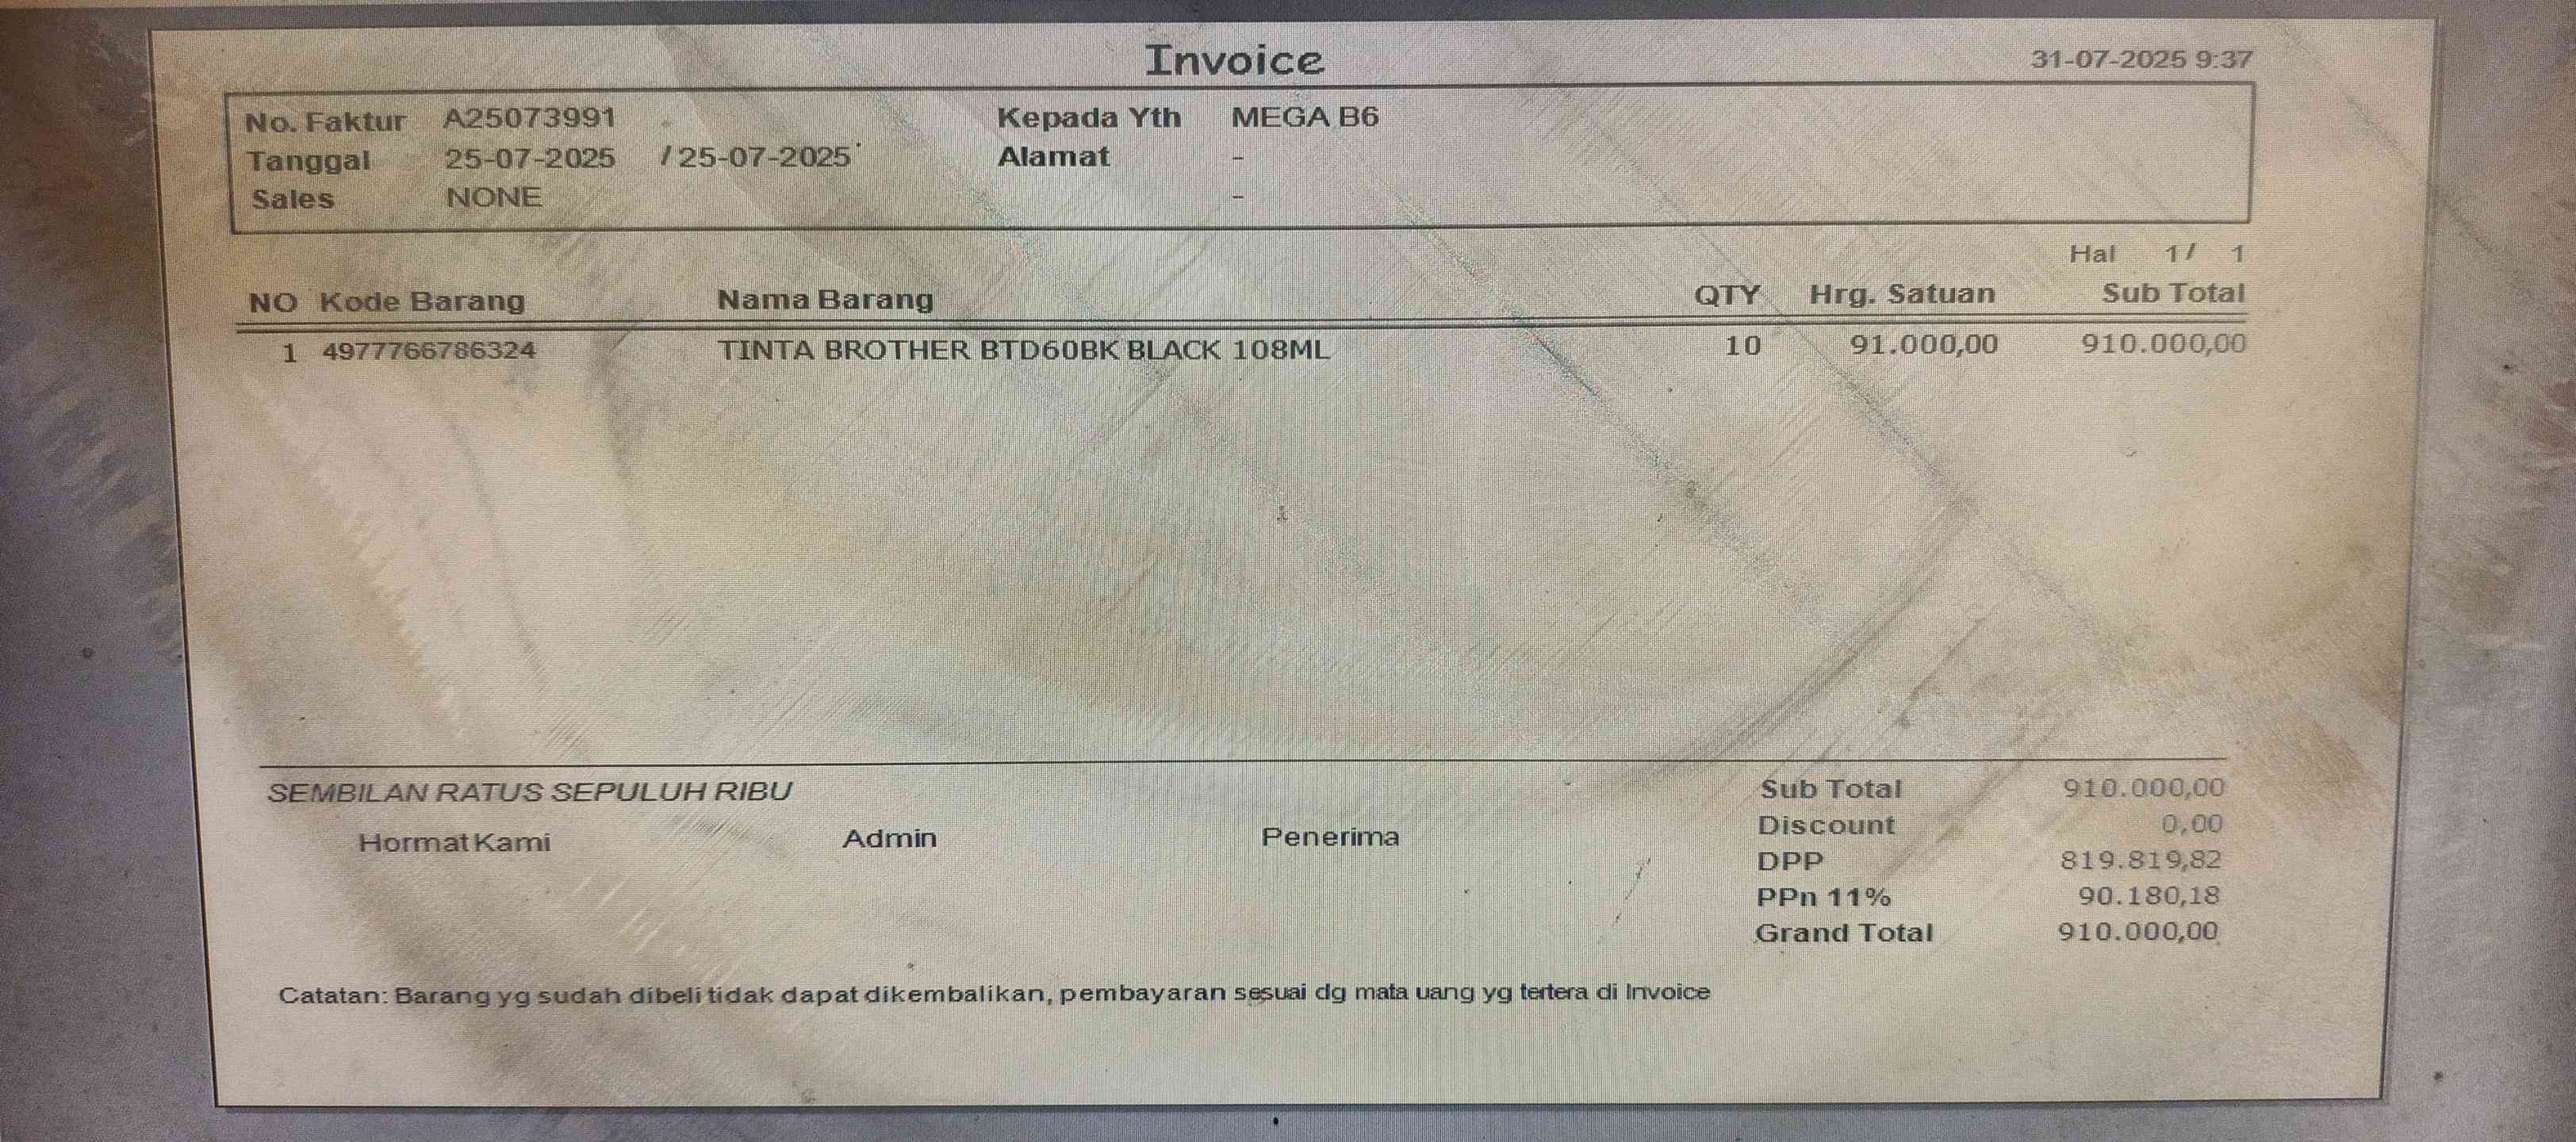 Invoice
31-07-2025 9:37
No. Faktur A25073991 Kepada Yth MEGA B6
Tanggal 25-07-2025 / 25-07-2025 Alamat -
Sales NONE -
Hal 1/ 1
NO Kode Barang Nama Barang QTY Hrg. Satuan Sub Total
1 4977766786324 TINTA BROTHER BTD60BK BLACK 108ML 10 91.000,00 910.000,00
SEMBILAN RATUS SEPULUH RIBU Sub Total 910.000,00
Hormat Kami Admin Penerima Discount 0,00
DPP 819.819,82
PPn 11% 90.180,18
Grand Total 910.000,00
Catatan: Barang yg sudah dibeli tidak dapat dikembalikan, pembayaran sesuai dg mata uang yg tertera di Invoice